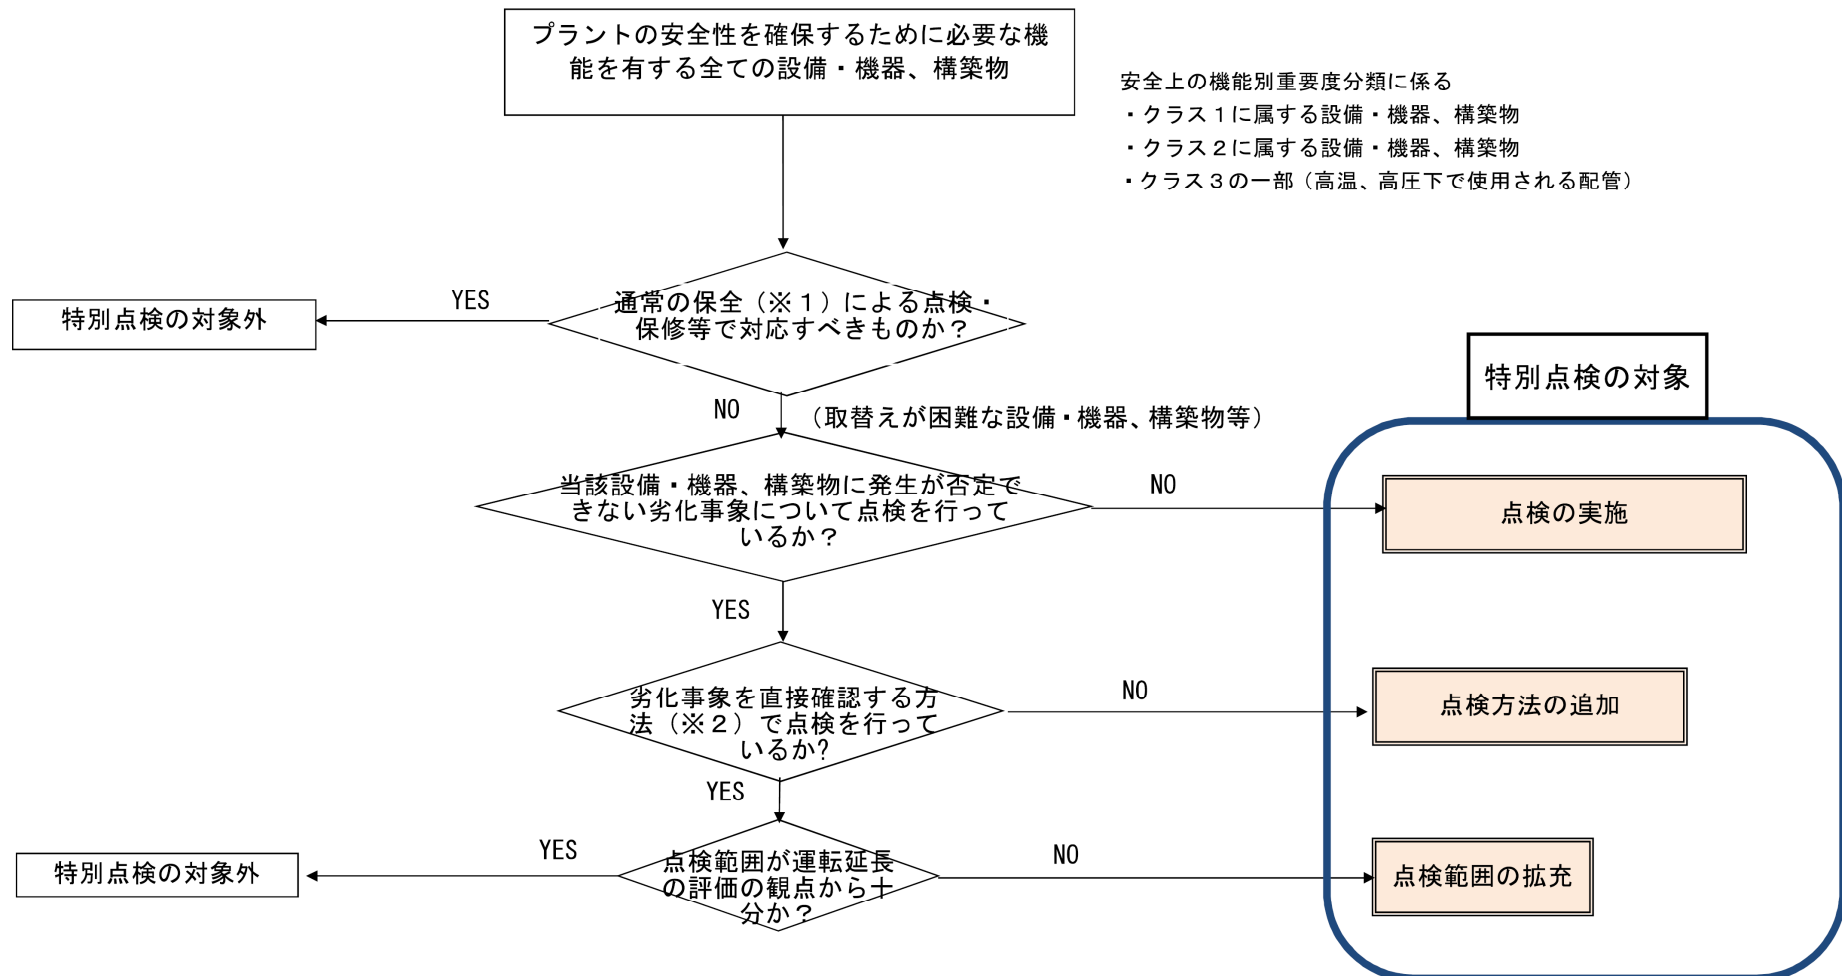 プラントの安全性を確保するために必要な機
能を有する全ての設備・機器、構築物
安全上の機能別重要度分類に係る
・クラス１に属する設備・機器、構築物
・クラス２に属する設備・機器、構築物
・クラス３の一部（高温、高圧下で使用される配管）
特別点検の対象外
YES
通常の保全（※１）による点検・
保修等で対応すべきものか？
NO
（取替えが困難な設備・機器、構築物等）
特別点検の対象
当該設備・機器、構築物に発生が否定で
きない劣化事象について点検を行って
いるか？
NO
点検の実施
YES
劣化事象を直接確認する方
法（※２）で点検を行って
いるか?
NO
点検方法の追加
YES
特別点検の対象外
YES
点検範囲が運転延長
の評価の観点から十
分か？
NO
点検範囲の拡充